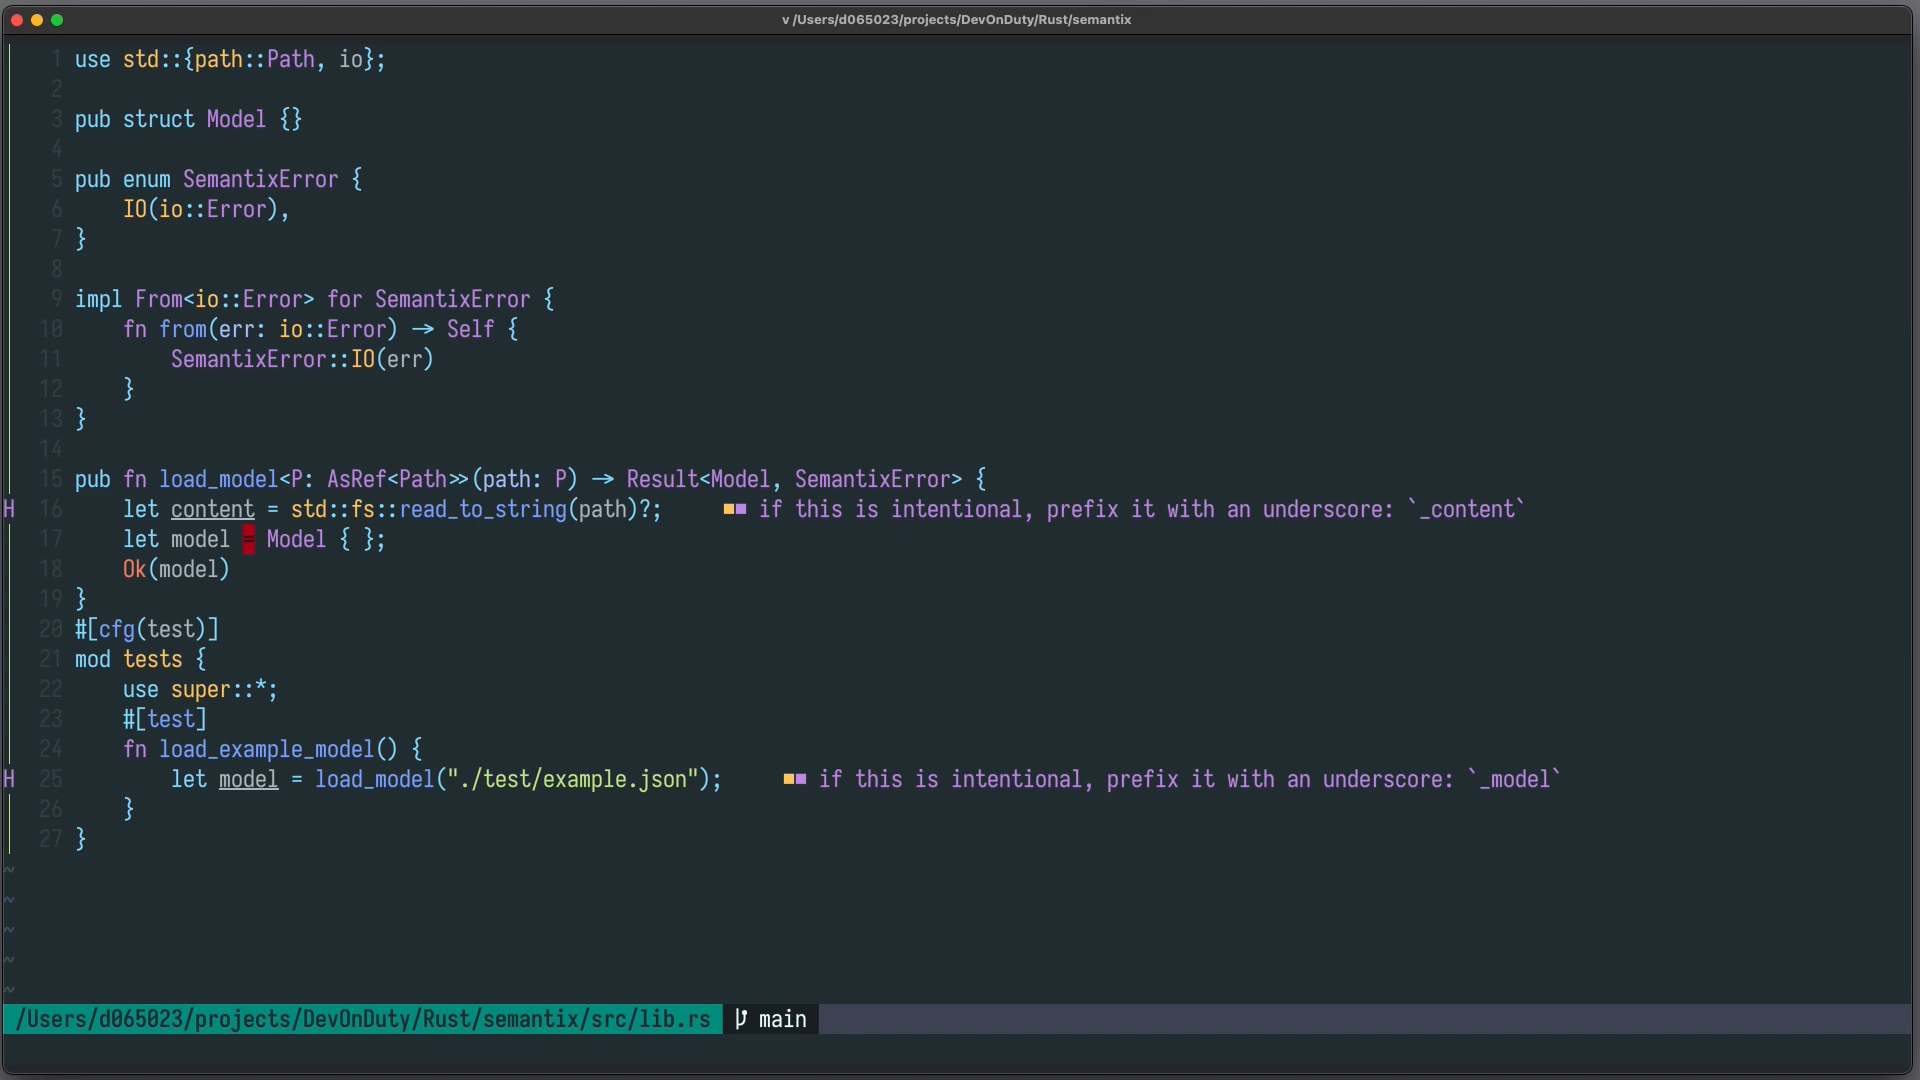 v /Users/d065023/projects/DevOnDuty/Rust/semantix
1 use std::{path::Path, io};
2
3 pub struct Model {}
4
5 pub enum SemantixError {
6     IO(io::Error),
7 }
8
9 impl From<io::Error> for SemantixError {
10     fn from(err: io::Error) -> Self {
11         SemantixError::IO(err)
12     }
13 }
14
15 pub fn load_model<P: AsRef<Path>>(path: P) -> Result<Model, SemantixError> {
H 16     let content = std::fs::read_to_string(path)?;     ■■ if this is intentional, prefix it with an underscore: `_content`
17     let model = Model { };
18     Ok(model)
19 }
20 #[cfg(test)]
21 mod tests {
22     use super::*;
23     #[test]
24     fn load_example_model() {
H 25         let model = load_model("./test/example.json");     ■■ if this is intentional, prefix it with an underscore: `_model`
26     }
27 }
~
~
~
~
~
/Users/d065023/projects/DevOnDuty/Rust/semantix/src/lib.rs main